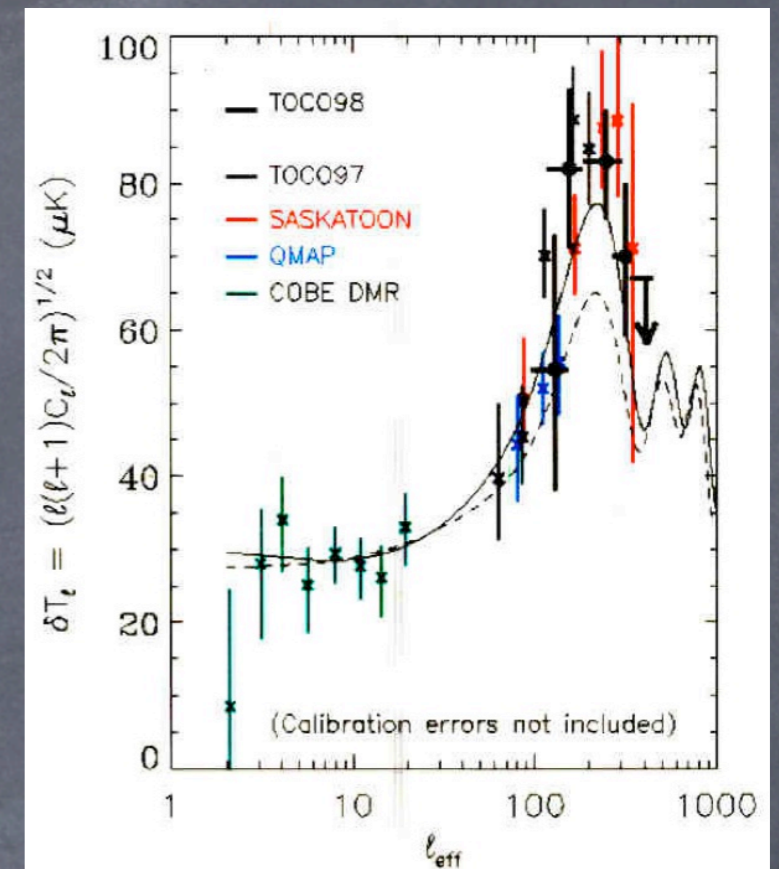 100
80
60
40
20
0
δT_ℓ = (ℓ(ℓ+1)C_ℓ/2π)^{1/2} (μK)
TOCO98
TOCO97
SASKATOON
QMAP
COBE DMR
(Calibration errors not included)
1 10 100 1000
ℓ_eff